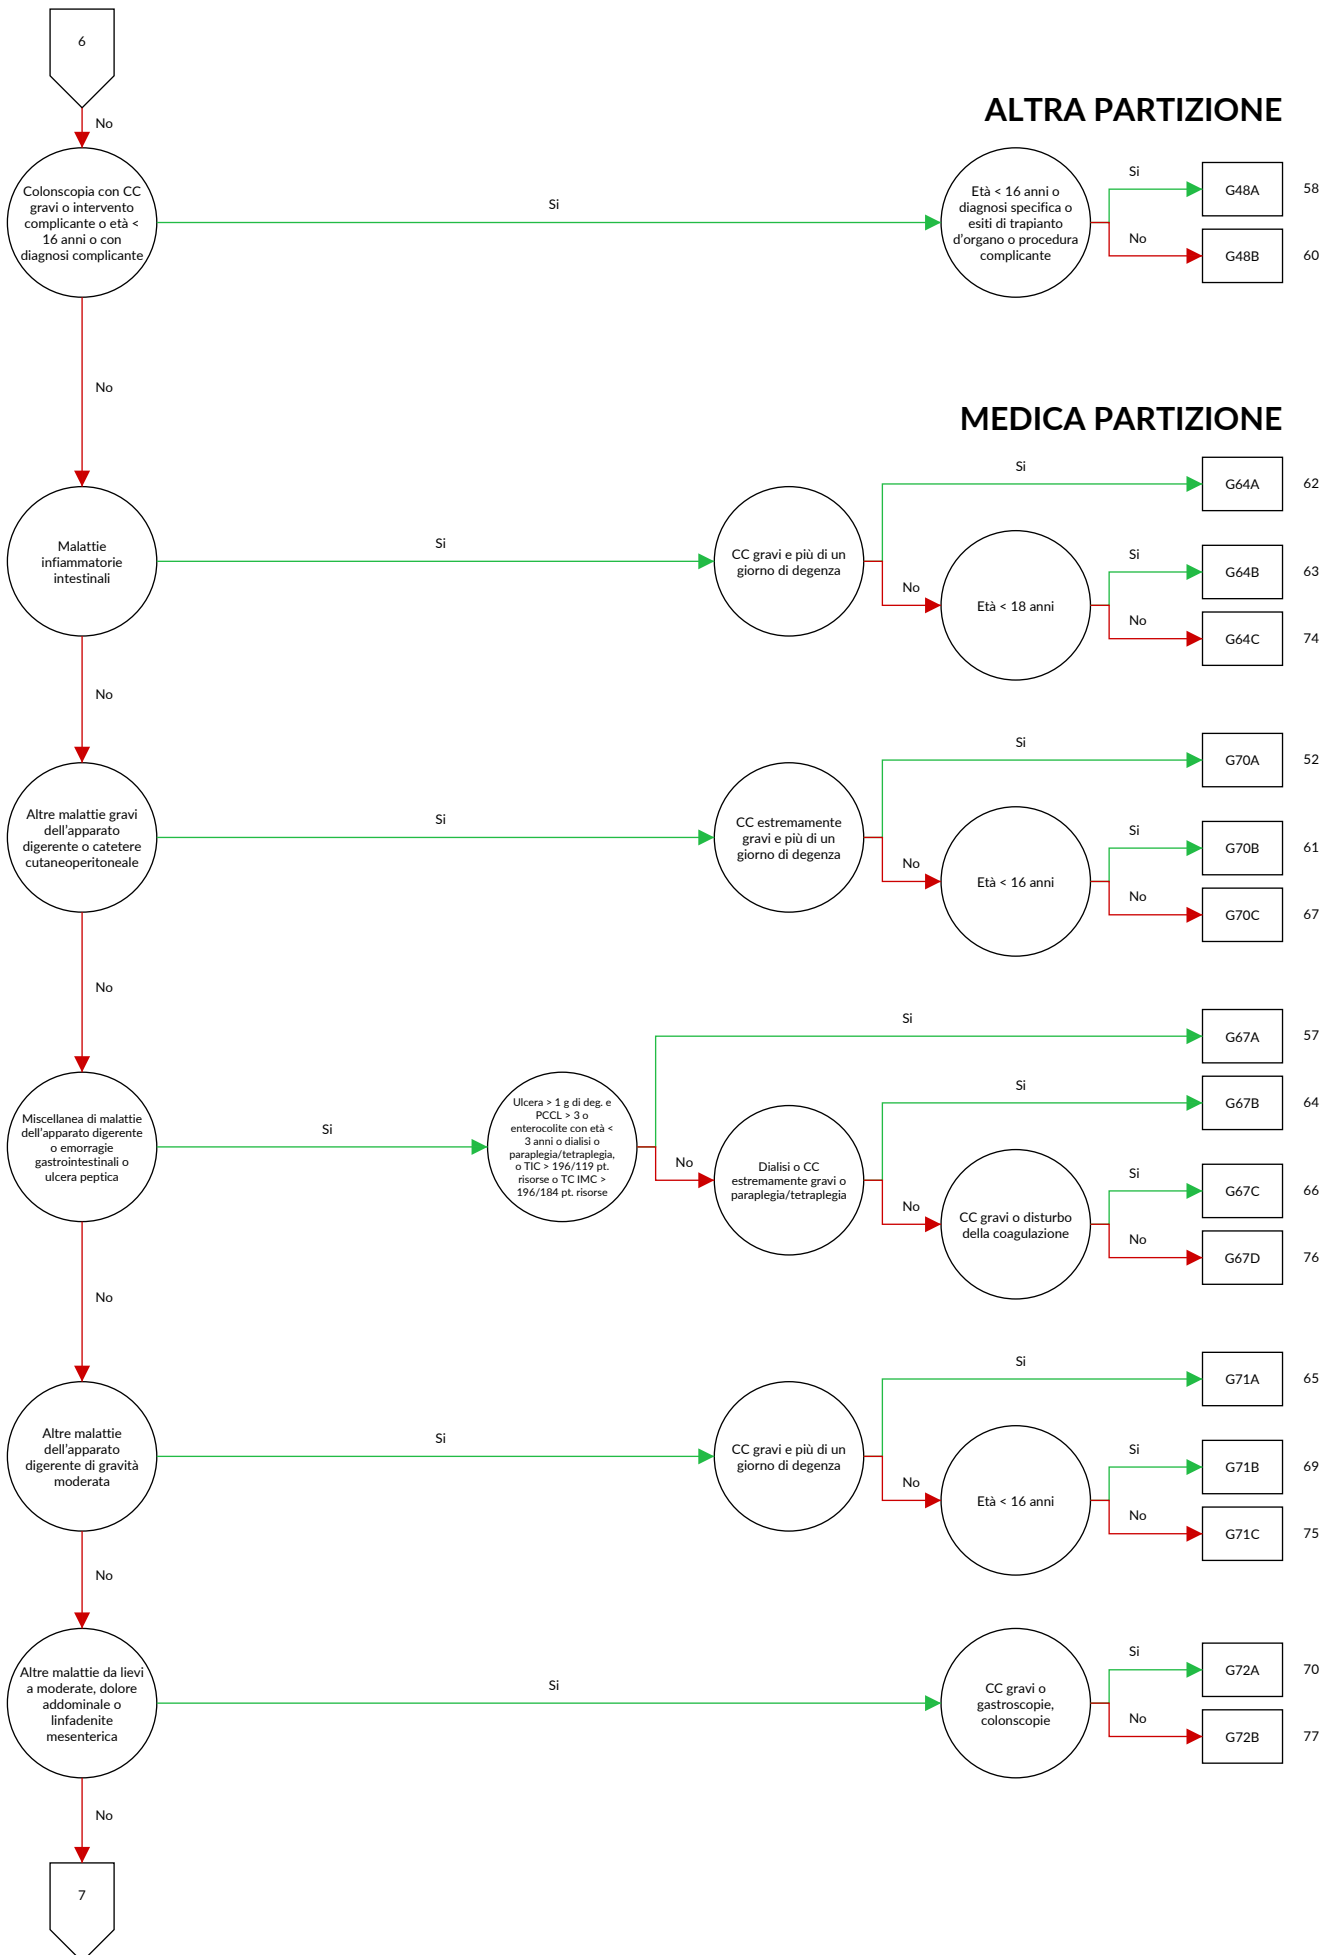 6
No
ALTRA PARTIZIONE
Colonscopia con CC
gravi o intervento
complicante o età <
16 anni o con
diagnosi complicante
Si
Età < 16 anni o
diagnosi specifica o
esiti di trapianto
d'organo o procedura
complicante
Si
G48A
58
No
G48B
60
No
MEDICA PARTIZIONE
Malattie
infiammatorie
intestinali
Si
CC gravi e più di un
giorno di degenza
Si
G64A
62
No
Età < 18 anni
Si
G64B
63
No
G64C
74
No
Altre malattie gravi
dell'apparato
digerente o catetere
cutaneoperitoneale
Si
CC estremamente
gravi e più di un
giorno di degenza
Si
G70A
52
No
Età < 16 anni
Si
G70B
61
No
G70C
67
No
Miscellanea di malattie
dell'apparato digerente
o emorragie
gastrointestinali o
ulcera peptica
Si
Ulcera > 1 g di deg. e
PCCL > 3 o
enterocolite con età <
3 anni o dialisi o
paraplegia/tetraplegia,
o TIC > 196/119 pt.
risorse o TC IMC >
196/184 pt. risorse
Si
G67A
57
No
Dialisi o CC
estremamente gravi o
paraplegia/tetraplegia
Si
G67B
64
No
CC gravi o disturbo
della coagulazione
Si
G67C
66
No
G67D
76
No
Altre malattie
dell'apparato
digerente di gravità
moderata
Si
CC gravi e più di un
giorno di degenza
Si
G71A
65
No
Età < 16 anni
Si
G71B
69
No
G71C
75
No
Altre malattie da lievi
a moderate, dolore
addominale o
linfadenite
mesenterica
Si
CC gravi o
gastroscopie,
colonscopie
Si
G72A
70
No
G72B
77
No
7